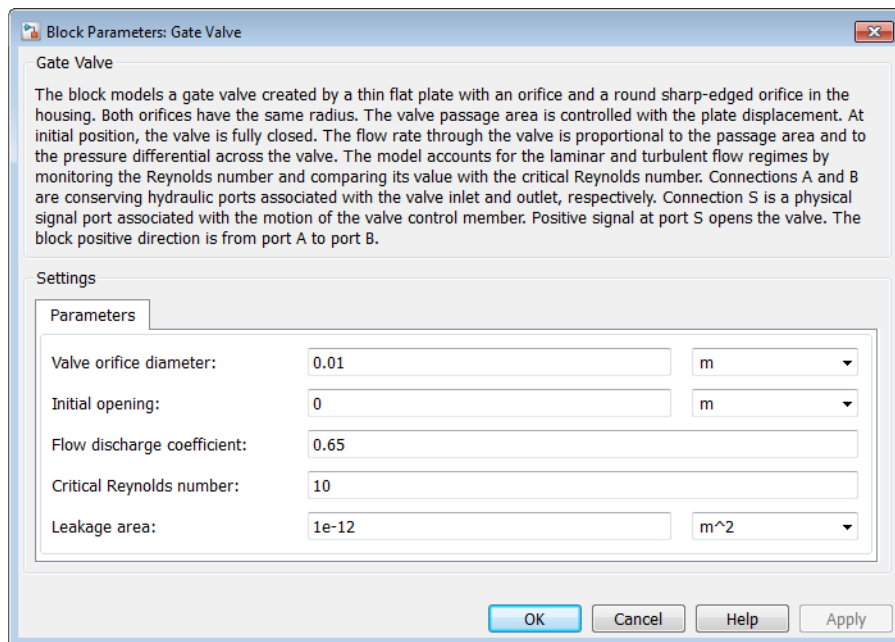 Block Parameters: Gate Valve
Gate Valve
The block models a gate valve created by a thin flat plate with an orifice and a round sharp-edged orifice in the
housing. Both orifices have the same radius. The valve passage area is controlled with the plate displacement. At
initial position, the valve is fully closed. The flow rate through the valve is proportional to the passage area and to
the pressure differential across the valve. The model accounts for the laminar and turbulent flow regimes by
monitoring the Reynolds number and comparing its value with the critical Reynolds number. Connections A and B
are conserving hydraulic ports associated with the valve inlet and outlet, respectively. Connection S is a physical
signal port associated with the motion of the valve control member. Positive signal at port S opens the valve. The
block positive direction is from port A to port B.
Settings
Parameters
Valve orifice diameter: 0.01 m
Initial opening: 0 m
Flow discharge coefficient: 0.65
Critical Reynolds number: 10
Leakage area: 1e-12 m^2
OK Cancel Help Apply